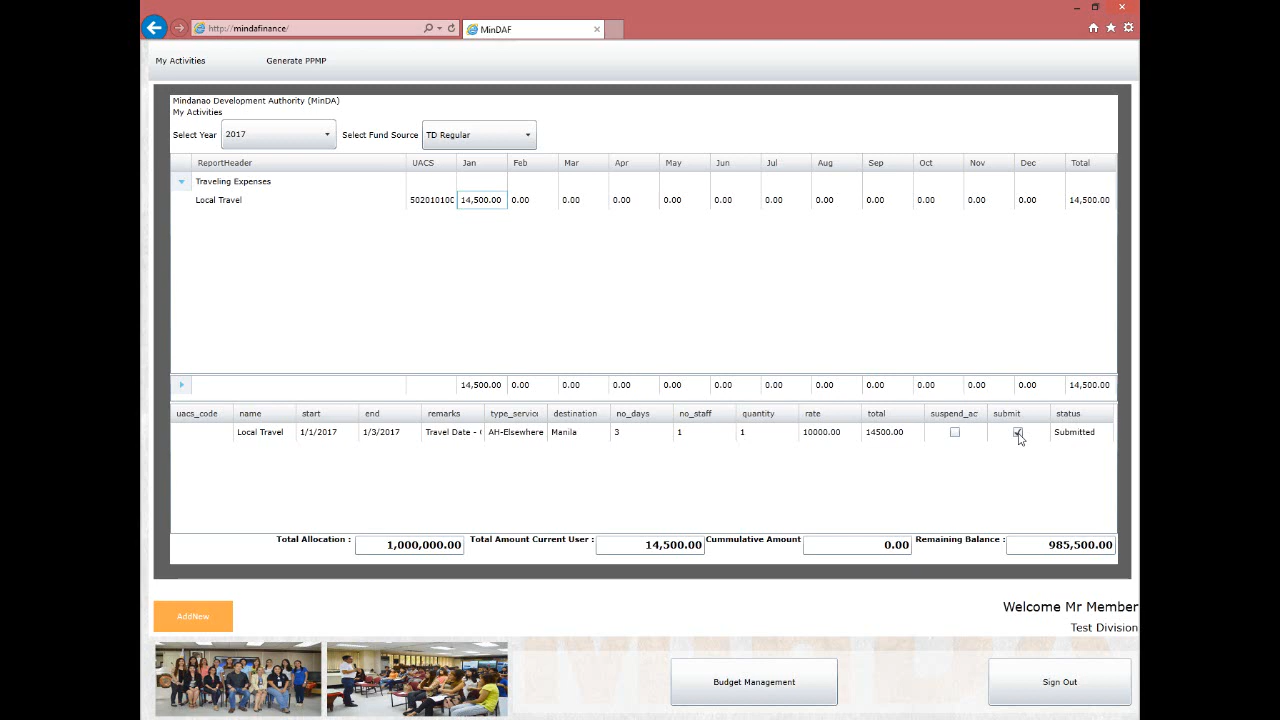 http://mindafinance/
MinDAF
My Activities Generate PPMP
Mindanao Development Authority (MinDA)
My Activities
Select Year 2017 Select Fund Source TD Regular
ReportHeader UACS Jan Feb Mar Apr May Jun Jul Aug Sep Oct Nov Dec Total
Traveling Expenses
Local Travel 502010100 14,500.00 0.00 0.00 0.00 0.00 0.00 0.00 0.00 0.00 0.00 0.00 0.00 14,500.00
14,500.00 0.00 0.00 0.00 0.00 0.00 0.00 0.00 0.00 0.00 0.00 0.00 14,500.00
uacs_code name start end remarks type_servic destination no_days no_staff quantity rate total suspend_ac submit status
Local Travel 1/1/2017 1/3/2017 Travel Date - ( AH-Elsewhere Manila 3 1 1 10000.00 14500.00 Submitted
Total Allocation : 1,000,000.00 Total Amount Current User : 14,500.00 Cummulative Amount 0.00 Remaining Balance : 985,500.00
AddNew
Welcome Mr Member
Test Division
Budget Management Sign Out